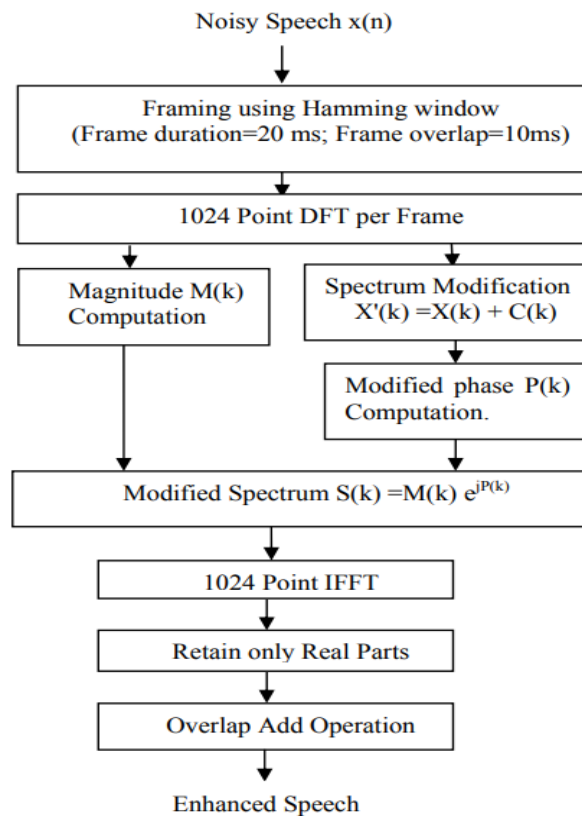 Noisy Speech x(n)
Framing using Hamming window
(Frame duration=20 ms; Frame overlap=10ms)
1024 Point DFT per Frame
Magnitude M(k)
Computation
Spectrum Modification
X'(k) =X(k) + C(k)
Modified phase P(k)
Computation.
Modified Spectrum S(k) =M(k) e^jP(k)
1024 Point IFFT
Retain only Real Parts
Overlap Add Operation
Enhanced Speech